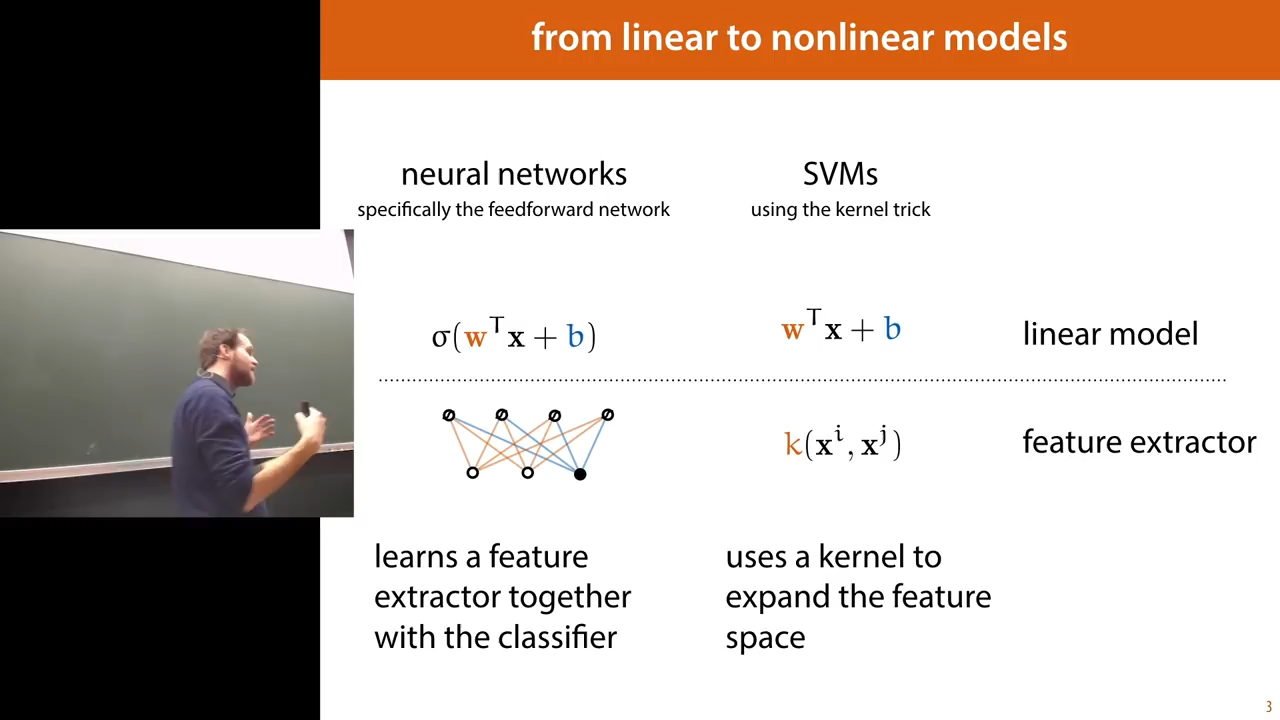 from linear to nonlinear models
neural networks
specifically the feedforward network
SVMs
using the kernel trick
σ(wᵀx + b)
wᵀx + b
linear model
k(xⁱ, xʲ)
feature extractor
learns a feature
extractor together
with the classifier
uses a kernel to
expand the feature
space
3